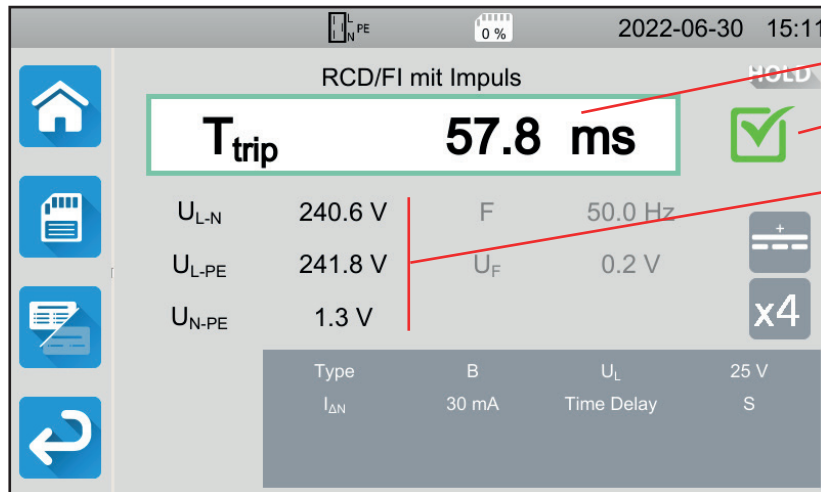 L N PE 0 % 2022-06-30 15:11
RCD/FI mit Impuls HOLD
Ttrip 57.8 ms
UL-N 240.6 V F 50.0 Hz
UL-PE 241.8 V UF 0.2 V
UN-PE 1.3 V x4
Type B UL 25 V
IΔN 30 mA Time Delay S